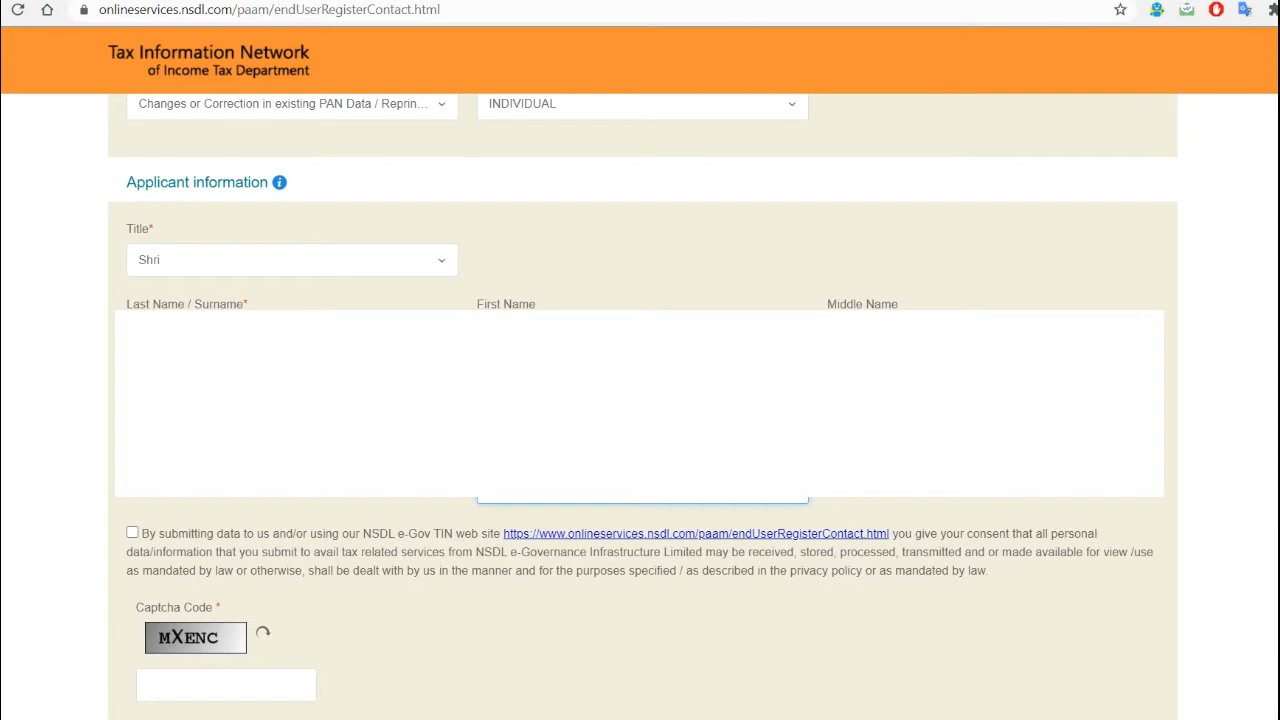 onlineservices.nsdl.com/paam/endUserRegisterContact.html
Tax Information Network
of Income Tax Department
Changes or Correction in existing PAN Data / Reprin... INDIVIDUAL
Applicant information i
Title*
Shri
Last Name / Surname* First Name Middle Name
By submitting data to us and/or using our NSDL e-Gov TIN web site https://www.onlineservices.nsdl.com/paam/endUserRegisterContact.html you give your consent that all personal
data/information that you submit to avail tax related services from NSDL e-Governance Infrastructure Limited may be received, stored, processed, transmitted and or made available for view /use
as mandated by law or otherwise, shall be dealt with by us in the manner and for the purposes specified / as described in the privacy policy or as mandated by law.
Captcha Code *
MXENC